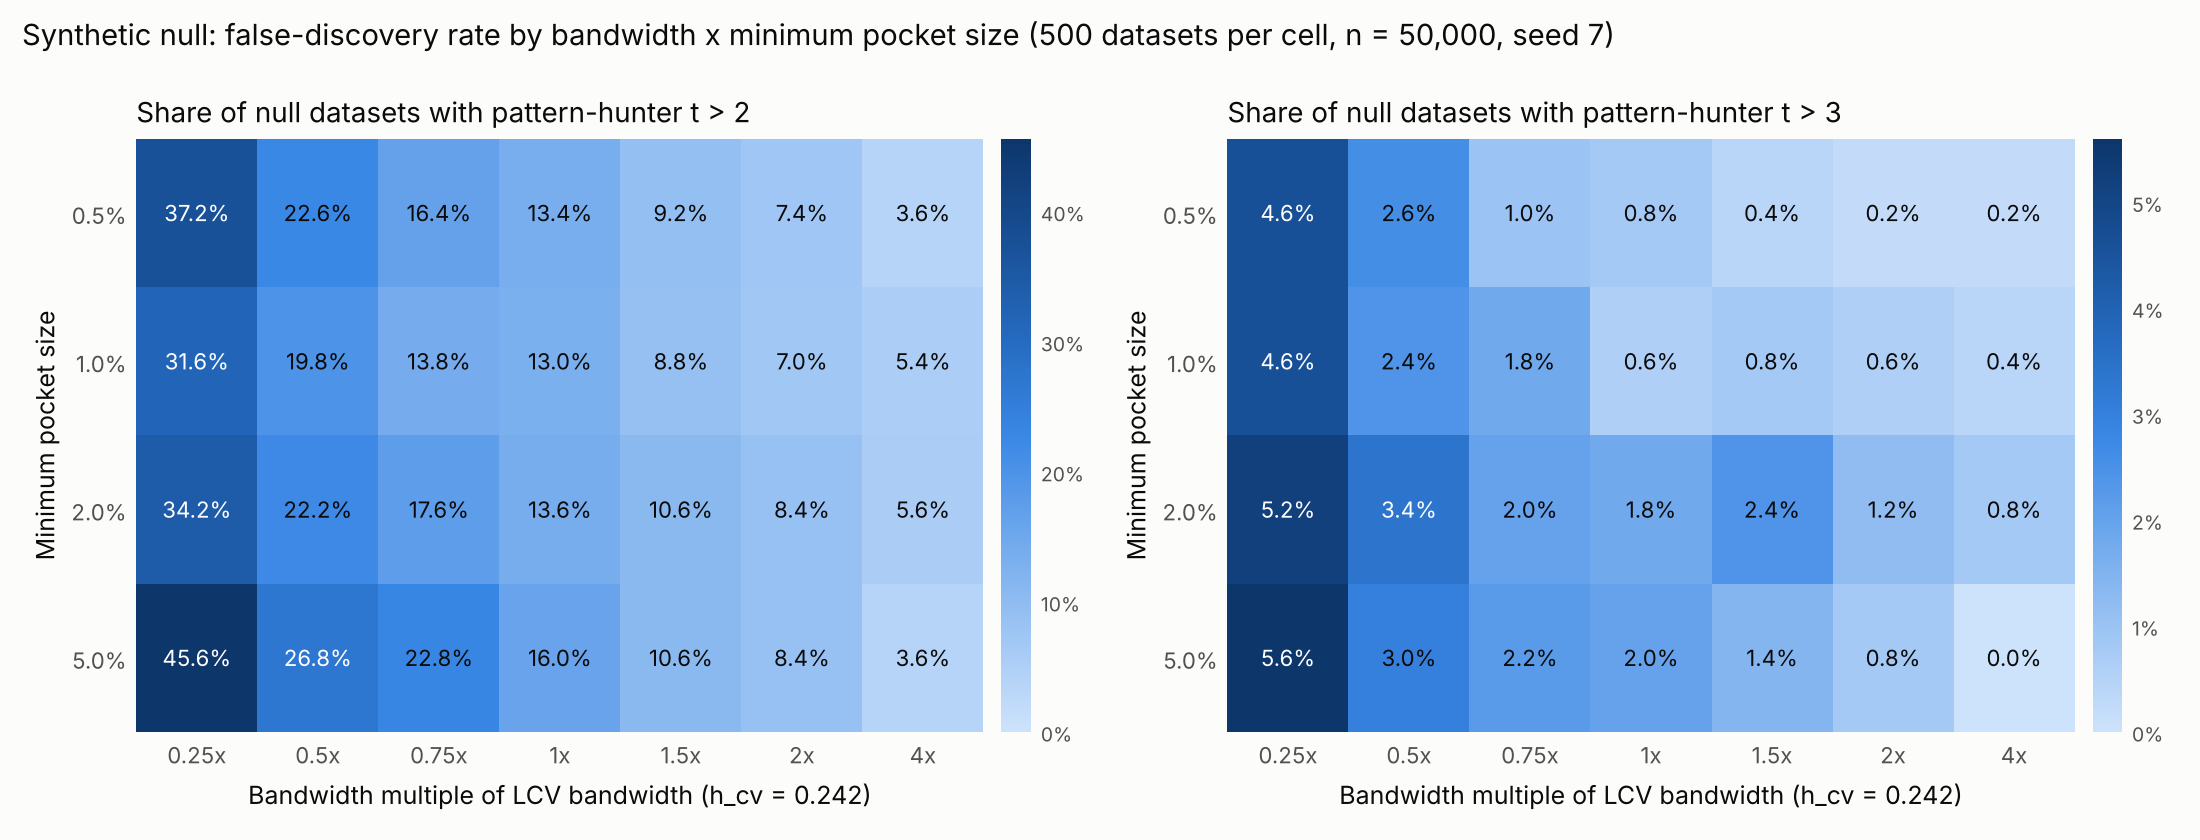 Synthetic null: false-discovery rate by bandwidth x minimum pocket size (500 datasets per cell, n = 50,000, seed 7)
Share of null datasets with pattern-hunter t > 2
Minimum pocket size
0.5% 37.2% 22.6% 16.4% 13.4% 9.2% 7.4% 3.6%
1.0% 31.6% 19.8% 13.8% 13.0% 8.8% 7.0% 5.4%
2.0% 34.2% 22.2% 17.6% 13.6% 10.6% 8.4% 5.6%
5.0% 45.6% 26.8% 22.8% 16.0% 10.6% 8.4% 3.6%
0.25x 0.5x 0.75x 1x 1.5x 2x 4x
Bandwidth multiple of LCV bandwidth (h_cv = 0.242)
40%
30%
20%
10%
0%
Share of null datasets with pattern-hunter t > 3
Minimum pocket size
0.5% 4.6% 2.6% 1.0% 0.8% 0.4% 0.2% 0.2%
1.0% 4.6% 2.4% 1.8% 0.6% 0.8% 0.6% 0.4%
2.0% 5.2% 3.4% 2.0% 1.8% 2.4% 1.2% 0.8%
5.0% 5.6% 3.0% 2.2% 2.0% 1.4% 0.8% 0.0%
0.25x 0.5x 0.75x 1x 1.5x 2x 4x
Bandwidth multiple of LCV bandwidth (h_cv = 0.242)
5%
4%
3%
2%
1%
0%